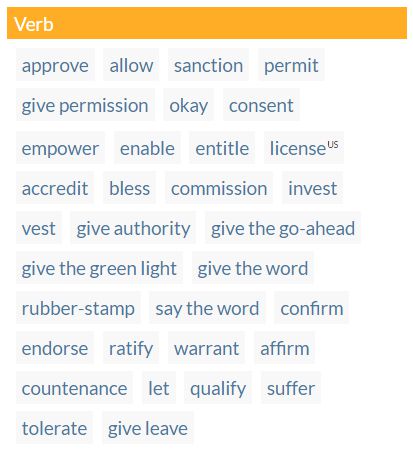 Verb
approve allow sanction permit
give permission okay consent
empower enable entitle licenseUS
accredit bless commission invest
vest give authority give the go-ahead
give the green light give the word
rubber-stamp say the word confirm
endorse ratify warrant affirm
countenance let qualify suffer
tolerate give leave